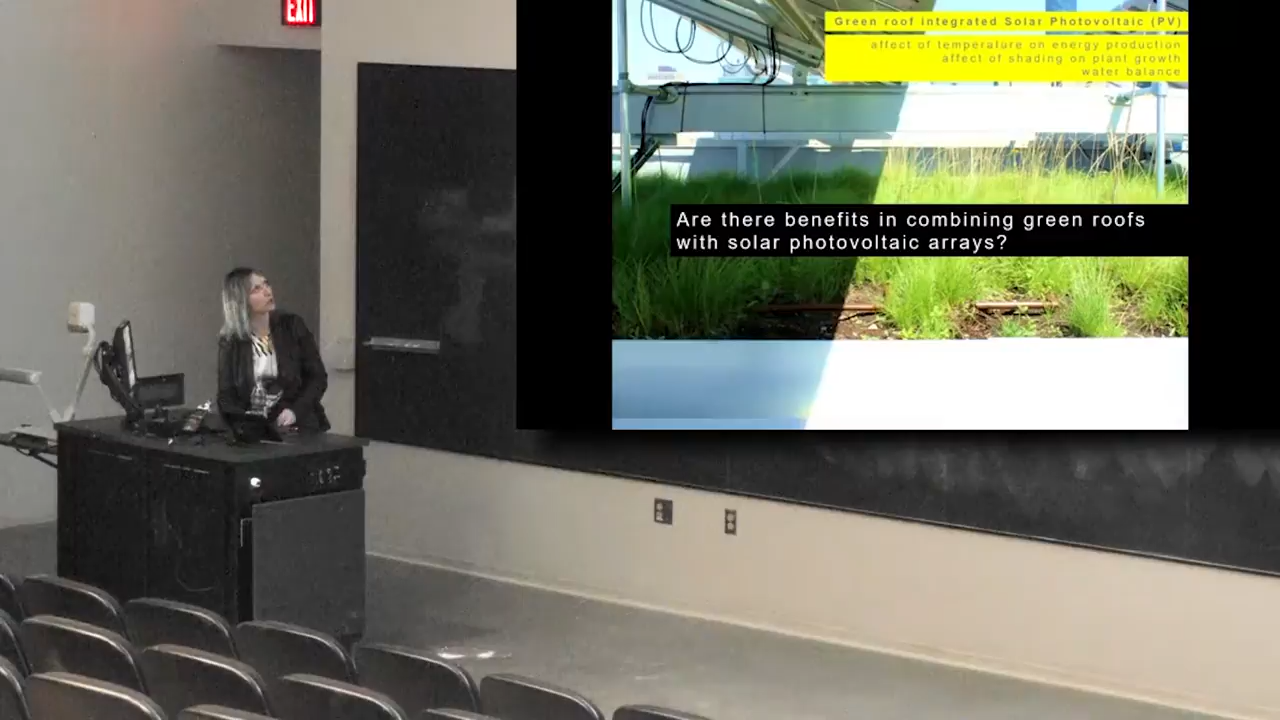 EXIT
Green roof integrated Solar Photovoltaic (PV)
affect of temperature on energy production
affect of shading on plant growth
water balance
Are there benefits in combining green roofs
with solar photovoltaic arrays?